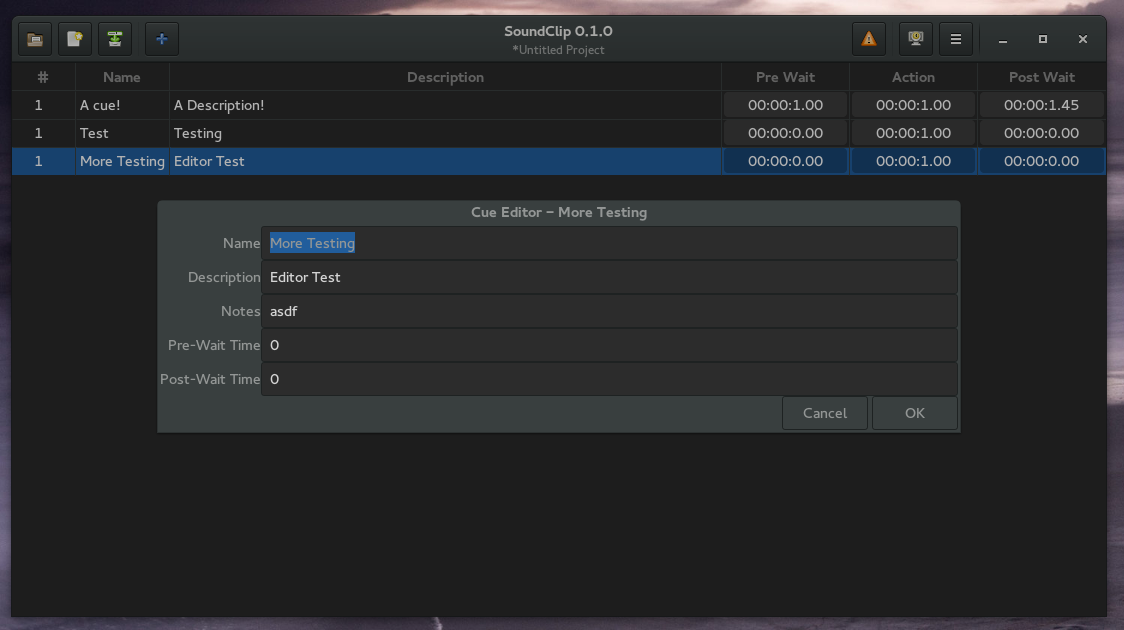 SoundClip 0.1.0
*Untitled Project
# Name Description Pre Wait Action Post Wait
1 A cue! A Description! 00:00:1.00 00:00:1.00 00:00:1.45
1 Test Testing 00:00:0.00 00:00:1.00 00:00:0.00
1 More Testing Editor Test 00:00:0.00 00:00:1.00 00:00:0.00
Cue Editor – More Testing
Name More Testing
Description Editor Test
Notes asdf
Pre-Wait Time 0
Post-Wait Time 0
Cancel OK